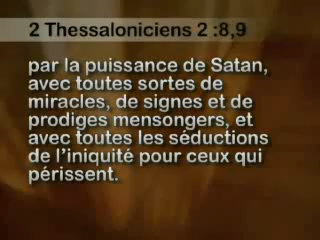 2 Thessaloniciens 2 :8,9
par la puissance de Satan,
avec toutes sortes de
miracles, de signes et de
prodiges mensongers, et
avec toutes les séductions
de l'iniquité pour ceux qui
périssent.